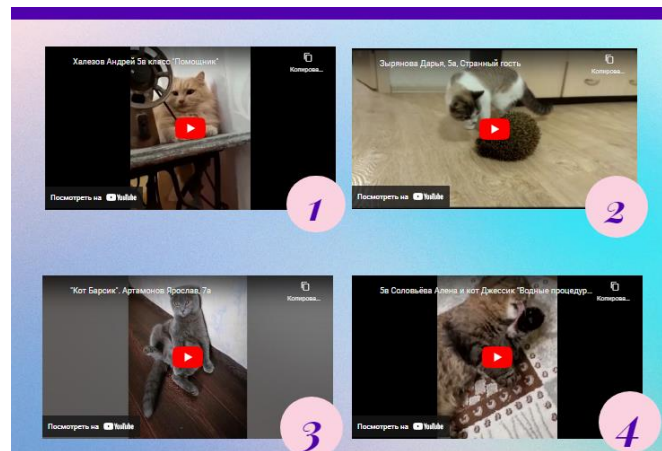 Халезов Андрей 5в класс "Помощник"
Копирова...
Посмотреть на YouTube
1
Зырянова Дарья, 5в, Странный гость
Копирова...
Посмотреть на YouTube
2
"Кот Барсик". Артамонов Ярослав, 7а
Копирова...
Посмотреть на YouTube
3
5в Соловьёва Алена и кот Джессик "Водные процедур...
Копирова...
Посмотреть на YouTube
4